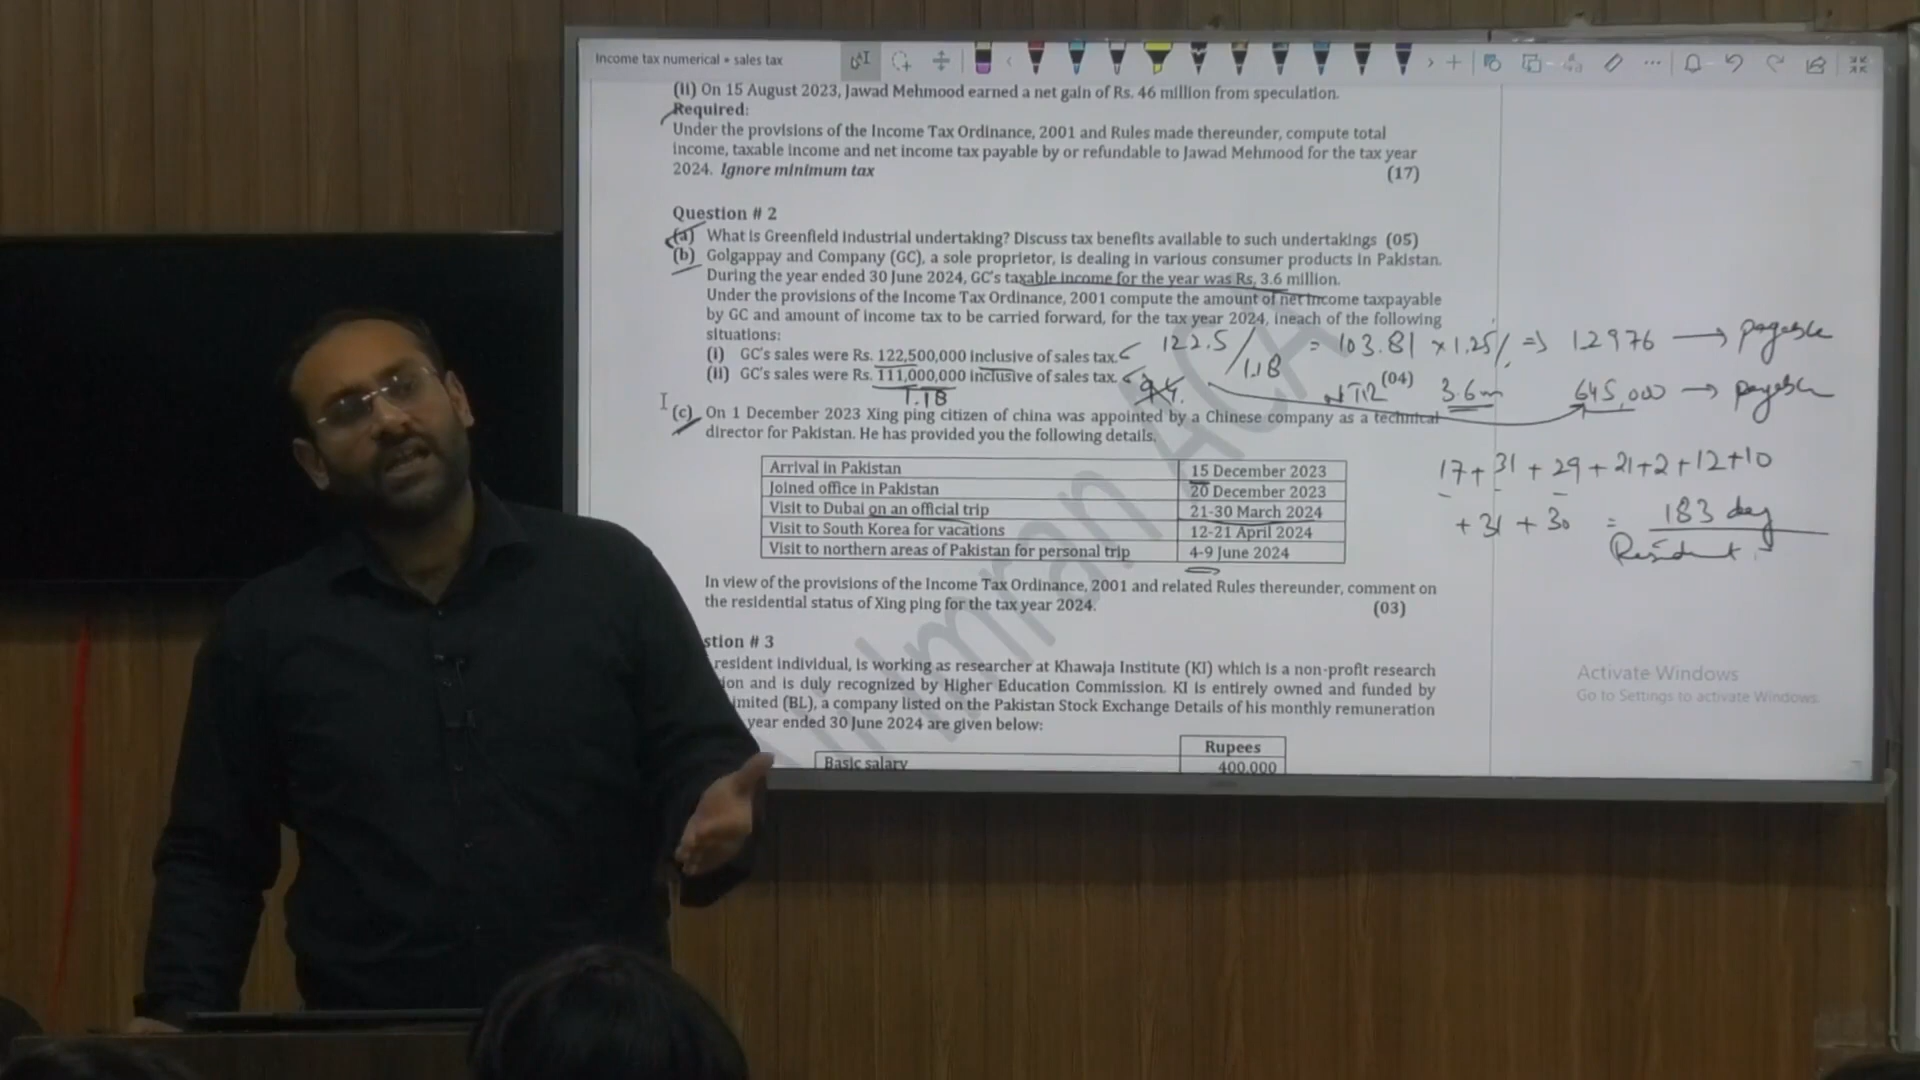 Income tax numerical + sales tax
(II) On 15 August 2023, Jawad Mehmood earned a net gain of Rs. 46 million from speculation.
Required:
Under the provisions of the Income Tax Ordinance, 2001 and Rules made thereunder, compute total
income, taxable income and net income tax payable by or refundable to Jawad Mehmood for the tax year
2024. Ignore minimum tax (17)
Question # 2
(a) What is Greenfield industrial undertaking? Discuss tax benefits available to such undertakings (05)
(b) Golgappay and Company (GC), a sole proprietor, is dealing in various consumer products in Pakistan.
During the year ended 30 June 2024, GC's taxable income for the year was Rs. 3.6 million.
Under the provisions of the Income Tax Ordinance, 2001 compute the amount of net income taxpayable
by GC and amount of income tax to be carried forward, for the tax year 2024, ineach of the following
situations:
(i) GC's sales were Rs. 122,500,000 inclusive of sales tax.
122.5/1.18 = 103.81 x 1.25% => 12976 → payable
(ii) GC's sales were Rs. 111,000,000 inclusive of sales tax.
1.18
94. (04) 3.6m 645,000 → payable
(c) On 1 December 2023 Xing ping citizen of china was appointed by a Chinese company as a technical
director for Pakistan. He has provided you the following details.
Arrival in Pakistan 15 December 2023
Joined office in Pakistan 20 December 2023
Visit to Dubai on an official trip 21-30 March 2024
Visit to South Korea for vacations 12-21 April 2024
Visit to northern areas of Pakistan for personal trip 4-9 June 2024
17 + 31 + 29 + 21 + 2 + 12 + 10
+ 31 + 30 = 183 day
Resident
In view of the provisions of the Income Tax Ordinance, 2001 and related Rules thereunder, comment on
the residential status of Xing ping for the tax year 2024. (03)
stion # 3
resident individual, is working as researcher at Khawaja Institute (KI) which is a non-profit research
ion and is duly recognized by Higher Education Commission. KI is entirely owned and funded by
imited (BL), a company listed on the Pakistan Stock Exchange Details of his monthly remuneration
year ended 30 June 2024 are given below:
Rupees
Basic salary 400,000
Imran ACA
Activate Windows
Go to Settings to activate Windows.